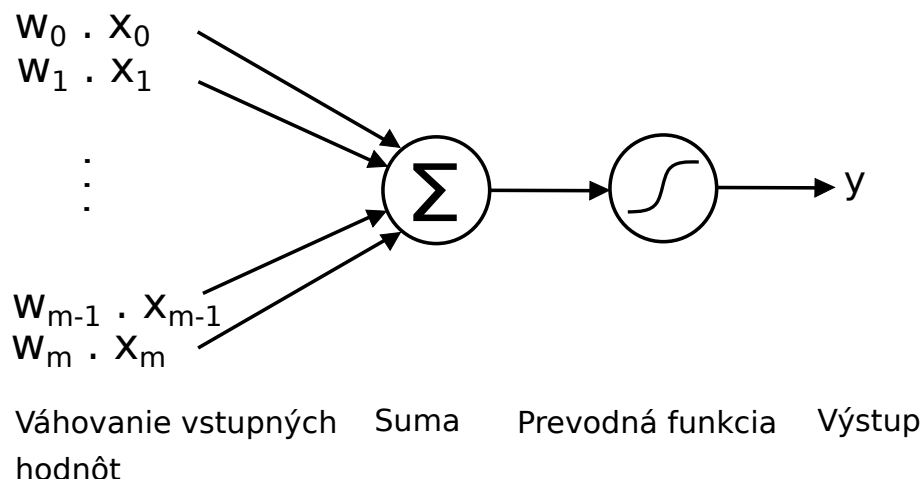 w₀ . x₀
w₁ . x₁
.
.
.
Σ
y
wₘ₋₁ . xₘ₋₁
wₘ . xₘ
Váhovanie vstupných hodnôt
Suma
Prevodná funkcia
Výstup